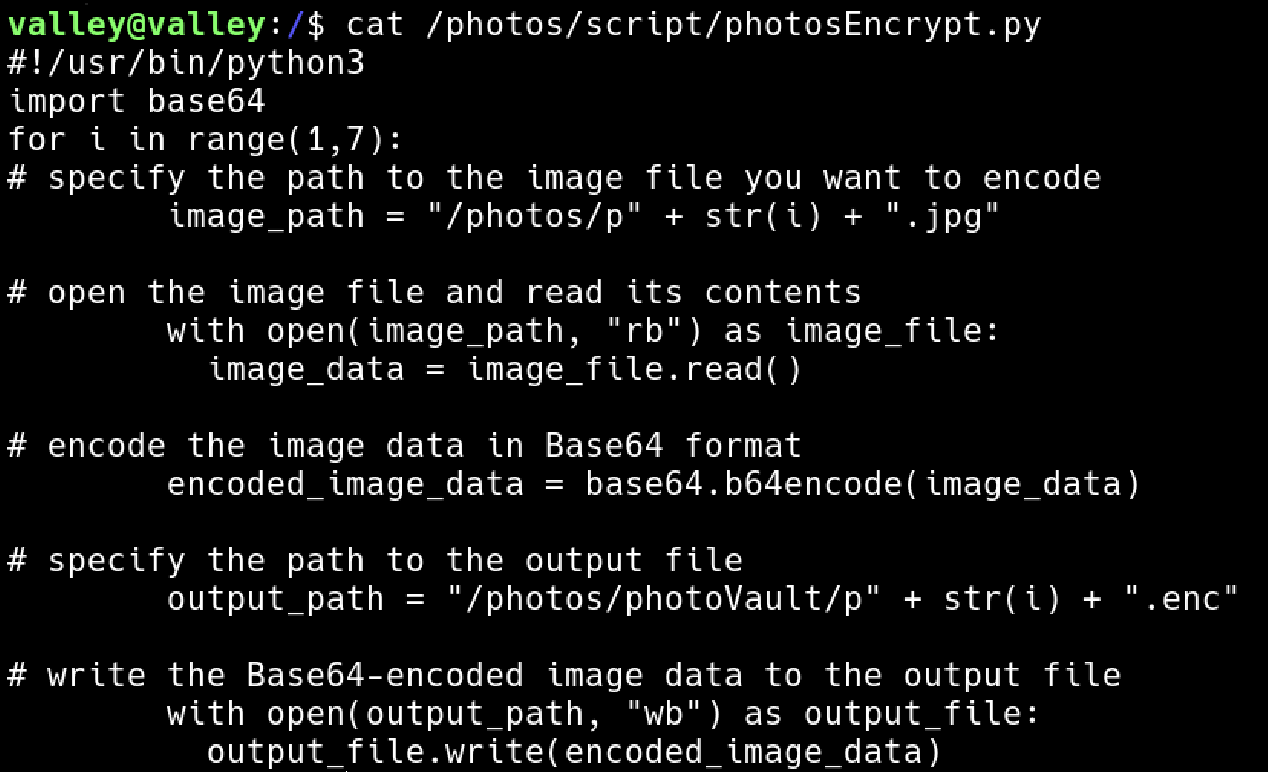 valley@valley:/$ cat /photos/script/photosEncrypt.py
#!/usr/bin/python3
import base64
for i in range(1,7):
# specify the path to the image file you want to encode
        image_path = "/photos/p" + str(i) + ".jpg"

# open the image file and read its contents
        with open(image_path, "rb") as image_file:
          image_data = image_file.read()

# encode the image data in Base64 format
        encoded_image_data = base64.b64encode(image_data)

# specify the path to the output file
        output_path = "/photos/photoVault/p" + str(i) + ".enc"

# write the Base64-encoded image data to the output file
        with open(output_path, "wb") as output_file:
          output_file.write(encoded_image_data)